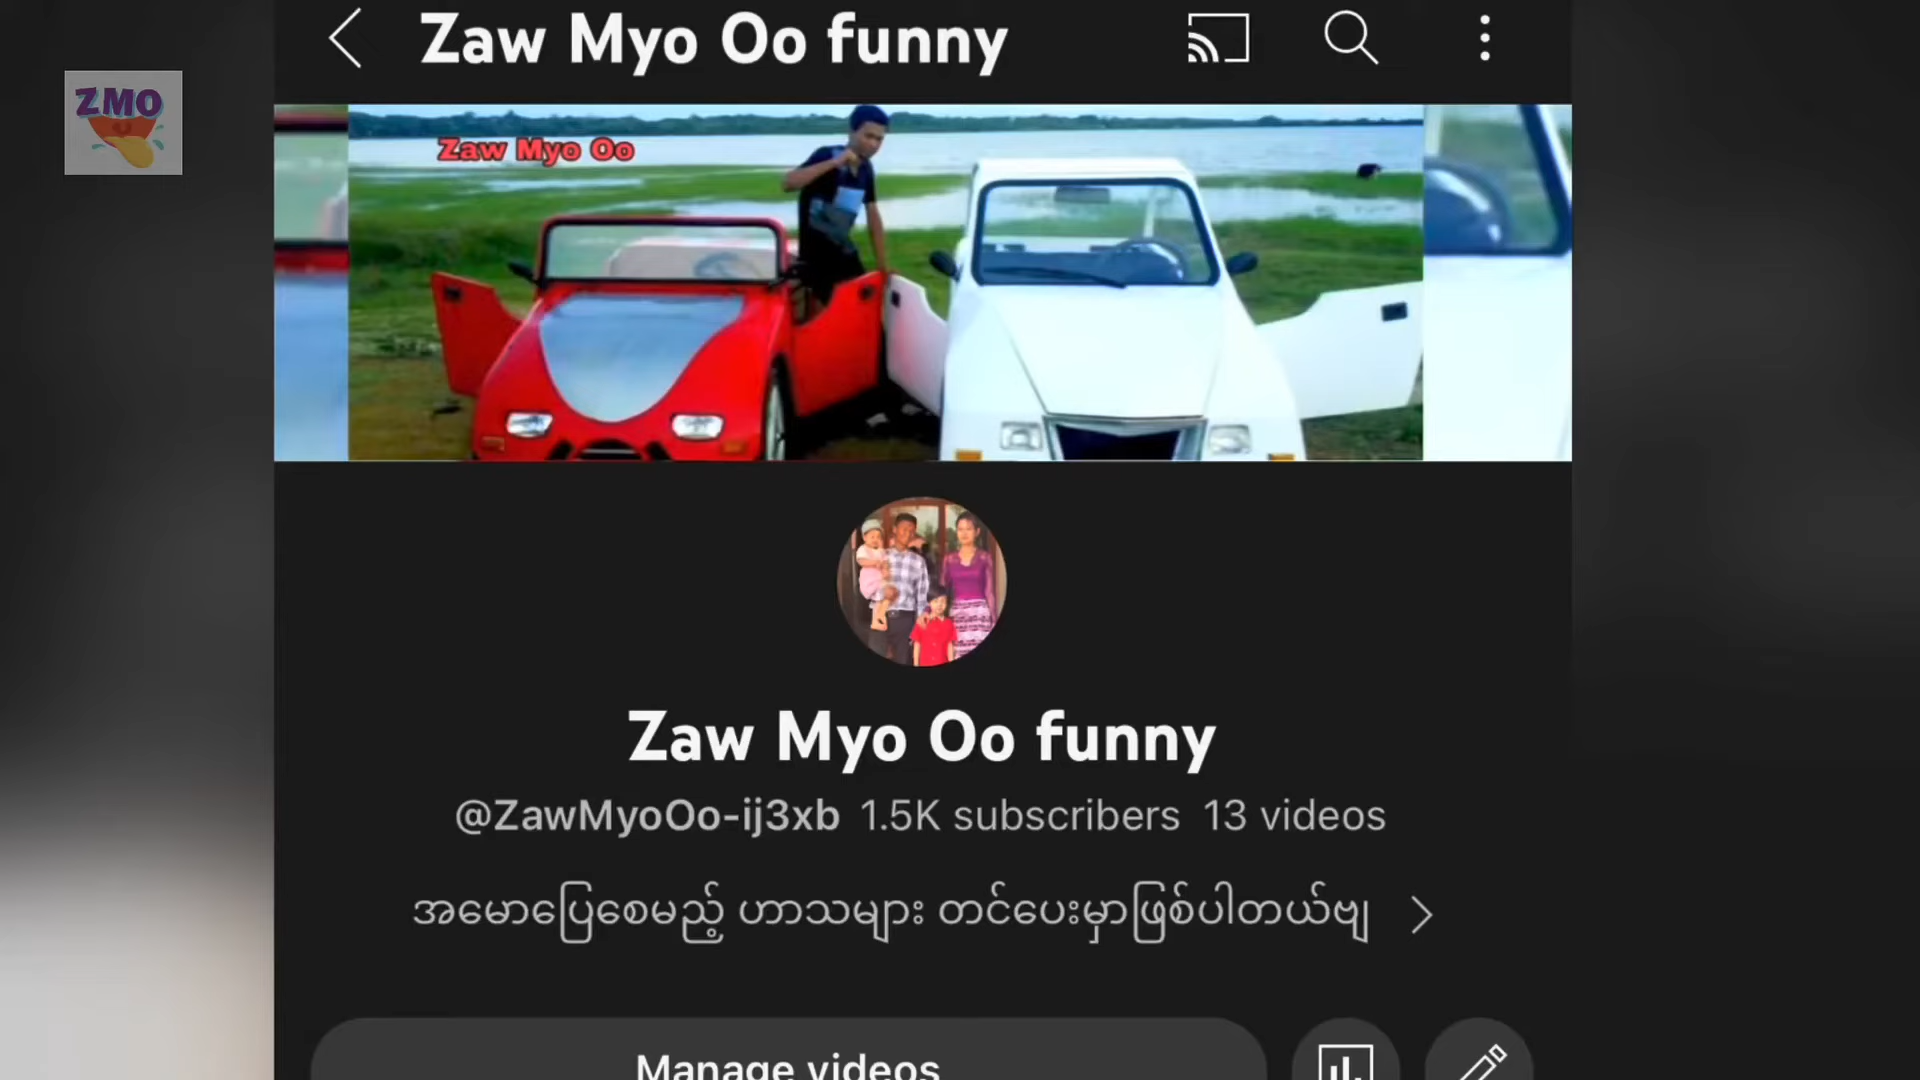 Zaw Myo Oo funny
ZMO
Zaw Myo Oo
Zaw Myo Oo funny
@ZawMyoOo-ij3xb 1.5K subscribers 13 videos
အမောပြေစေမည့် ဟာသများ တင်ပေးမှာဖြစ်ပါတယ်ဗျ
Manage videos